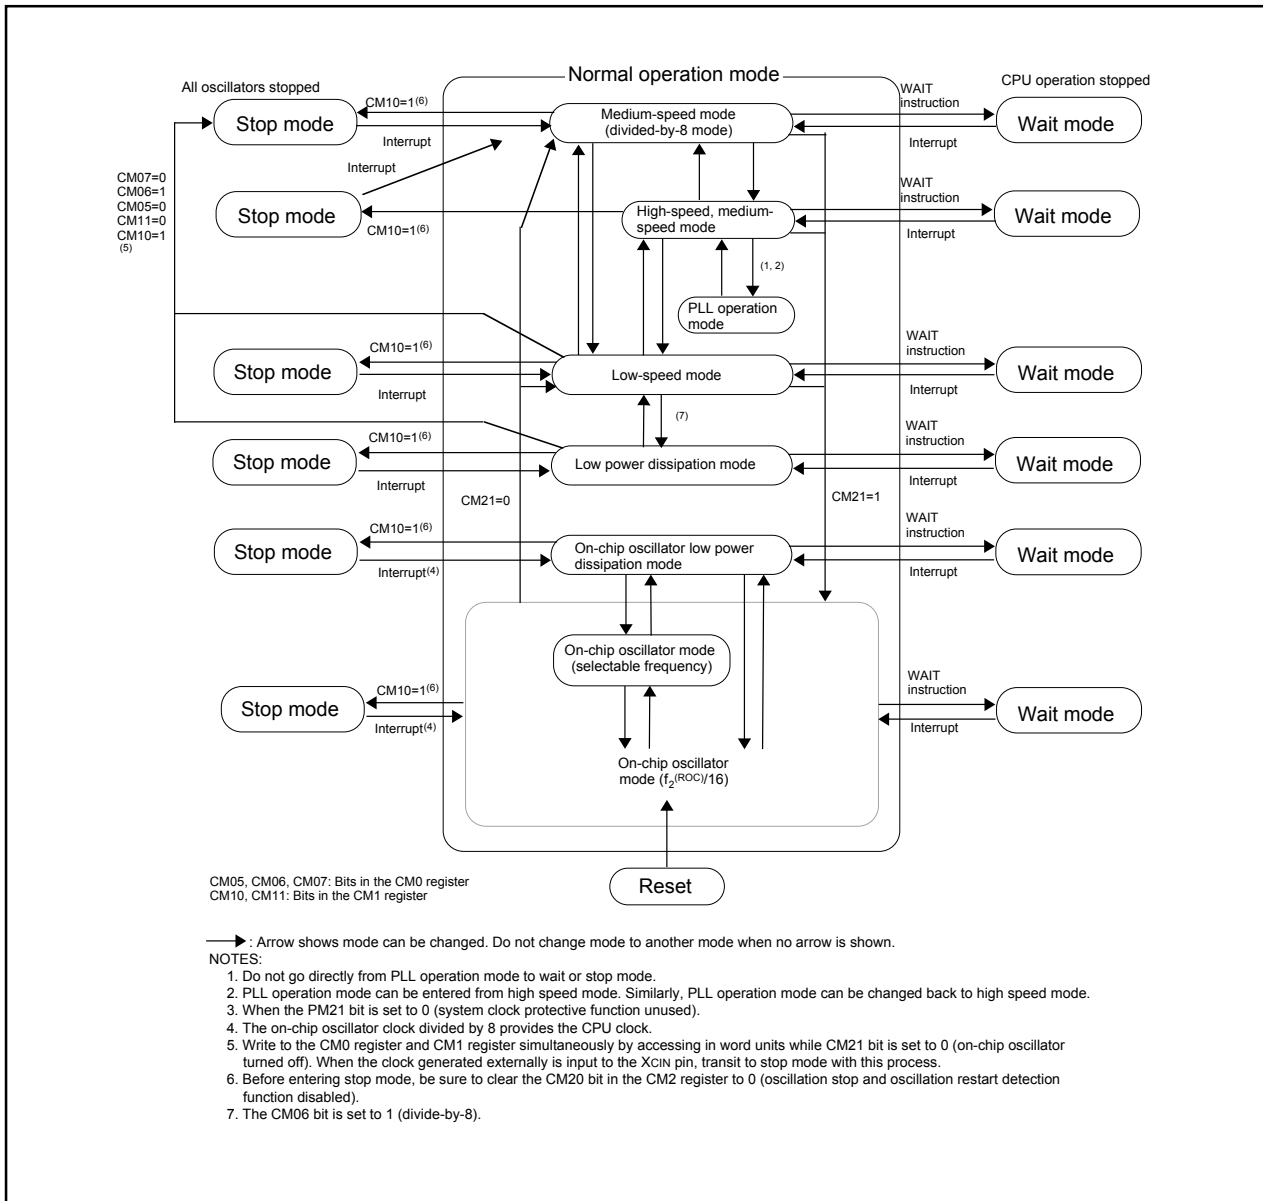 Normal operation mode
All oscillators stopped
CPU operation stopped
CM10=1(6)
Stop mode
Interrupt
Medium-speed mode
(divided-by-8 mode)
WAIT
instruction
Wait mode
Interrupt
Interrupt
CM07=0
CM06=1
CM05=0
CM11=0
CM10=1
(5)
Stop mode
CM10=1(6)
High-speed, medium-
speed mode
WAIT
instruction
Wait mode
Interrupt
(1, 2)
PLL operation
mode
CM10=1(6)
Stop mode
Interrupt
Low-speed mode
WAIT
instruction
Wait mode
Interrupt
(7)
CM10=1(6)
Stop mode
Interrupt
Low power dissipation mode
WAIT
instruction
Wait mode
Interrupt
CM21=0
CM21=1
CM10=1(6)
Stop mode
Interrupt(4)
On-chip oscillator low power
dissipation mode
WAIT
instruction
Wait mode
Interrupt
On-chip oscillator mode
(selectable frequency)
CM10=1(6)
Stop mode
Interrupt(4)
WAIT
instruction
Wait mode
Interrupt
On-chip oscillator
mode (f2(ROC)/16)
Reset
CM05, CM06, CM07: Bits in the CM0 register
CM10, CM11: Bits in the CM1 register
: Arrow shows mode can be changed. Do not change mode to another mode when no arrow is shown.
NOTES:
1. Do not go directly from PLL operation mode to wait or stop mode.
2. PLL operation mode can be entered from high speed mode. Similarly, PLL operation mode can be changed back to high speed mode.
3. When the PM21 bit is set to 0 (system clock protective function unused).
4. The on-chip oscillator clock divided by 8 provides the CPU clock.
5. Write to the CM0 register and CM1 register simultaneously by accessing in word units while CM21 bit is set to 0 (on-chip oscillator
turned off). When the clock generated externally is input to the XCIN pin, transit to stop mode with this process.
6. Before entering stop mode, be sure to clear the CM20 bit in the CM2 register to 0 (oscillation stop and oscillation restart detection
function disabled).
7. The CM06 bit is set to 1 (divide-by-8).